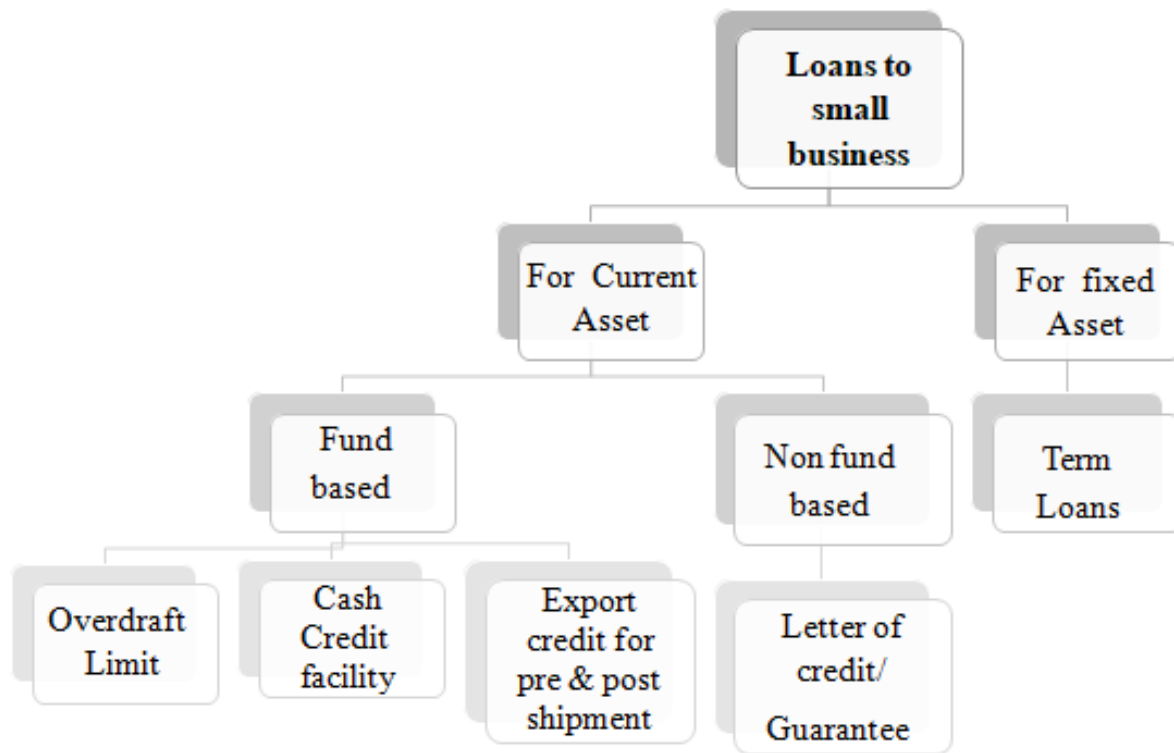 Loans to
small
business
For Current
Asset
For fixed
Asset
Fund
based
Non fund
based
Term
Loans
Overdraft
Limit
Cash
Credit
facility
Export
credit for
pre & post
shipment
Letter of
credit/
Guarantee